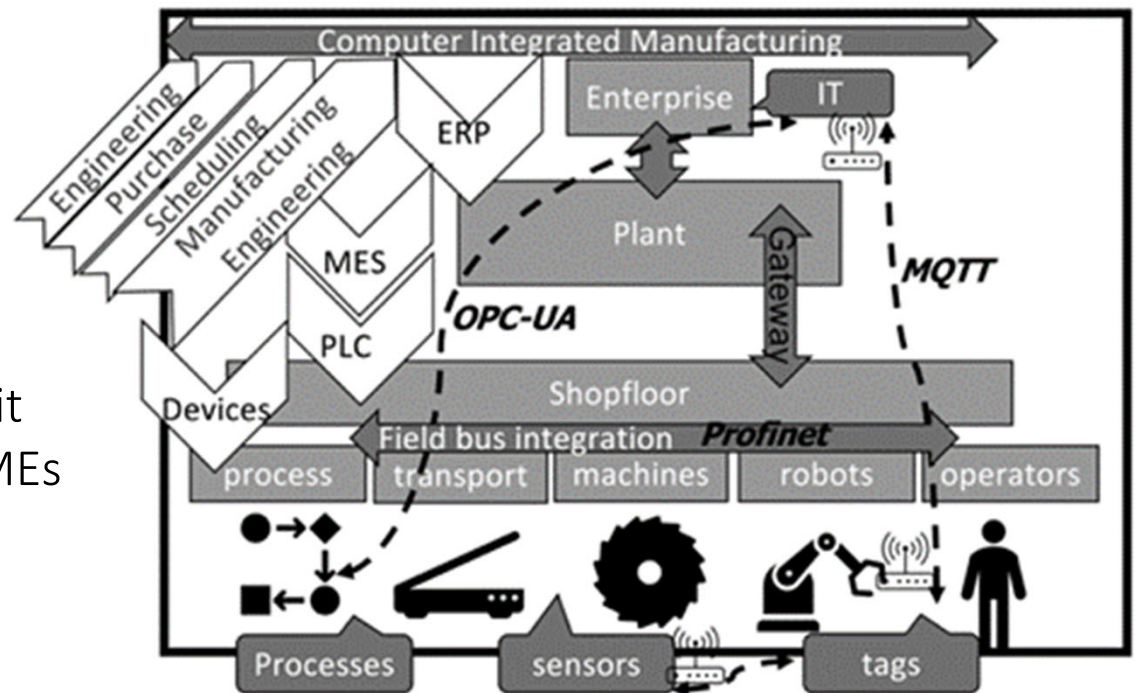 Computer Integrated Manufacturing
Engineering
Purchase
Scheduling
Manufacturing
Engineering
ERP
Enterprise
IT
MES
Plant
Gateway
MQTT
OPC-UA
PLC
Devices
Shopfloor
it
MEs
Field bus integration Profinet
process
transport
machines
robots
operators
Processes
sensors
tags